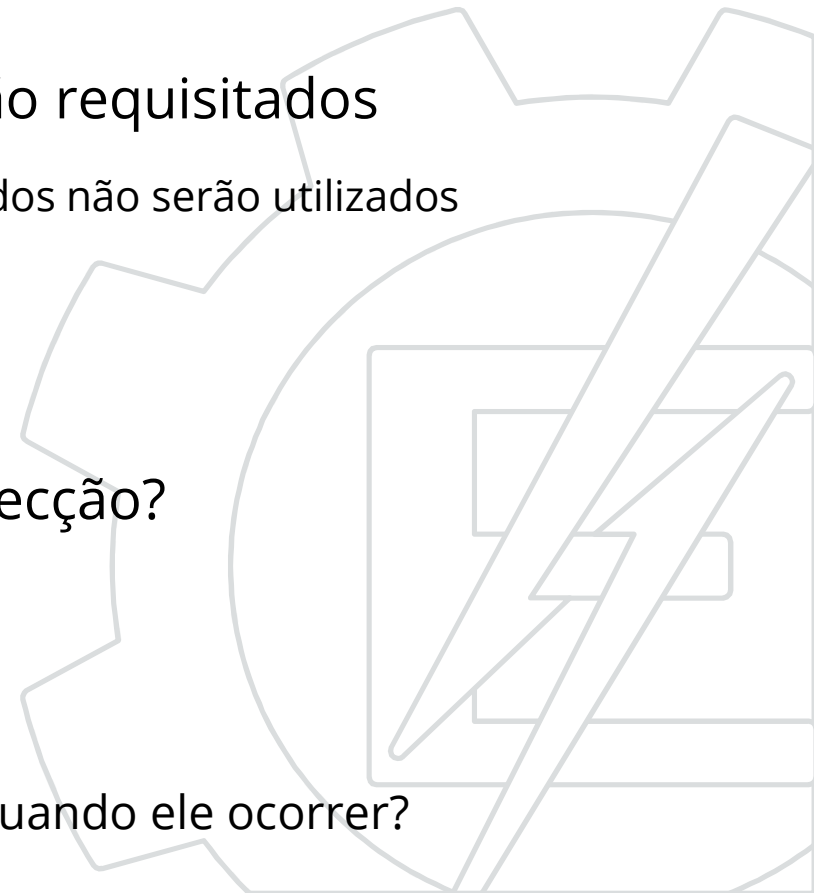 o requisitados
dos não serão utilizados
ecção?
uando ele ocorrer?